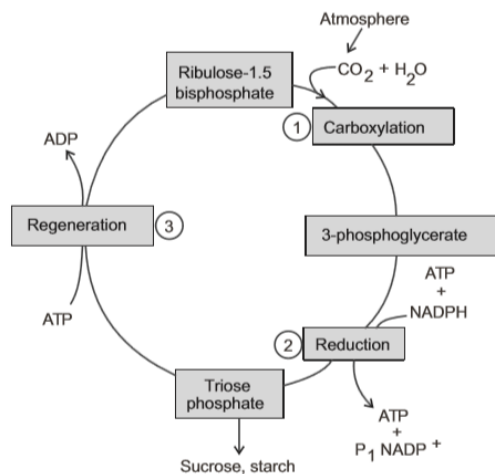 Atmosphere
Ribulose-1.5
bisphosphate
CO2 + H2O
1 Carboxylation
ADP
Regeneration 3
3-phosphoglycerate
ATP
+
NADPH
ATP
2 Reduction
Triose
phosphate
ATP
+
P1 NADP +
Sucrose, starch